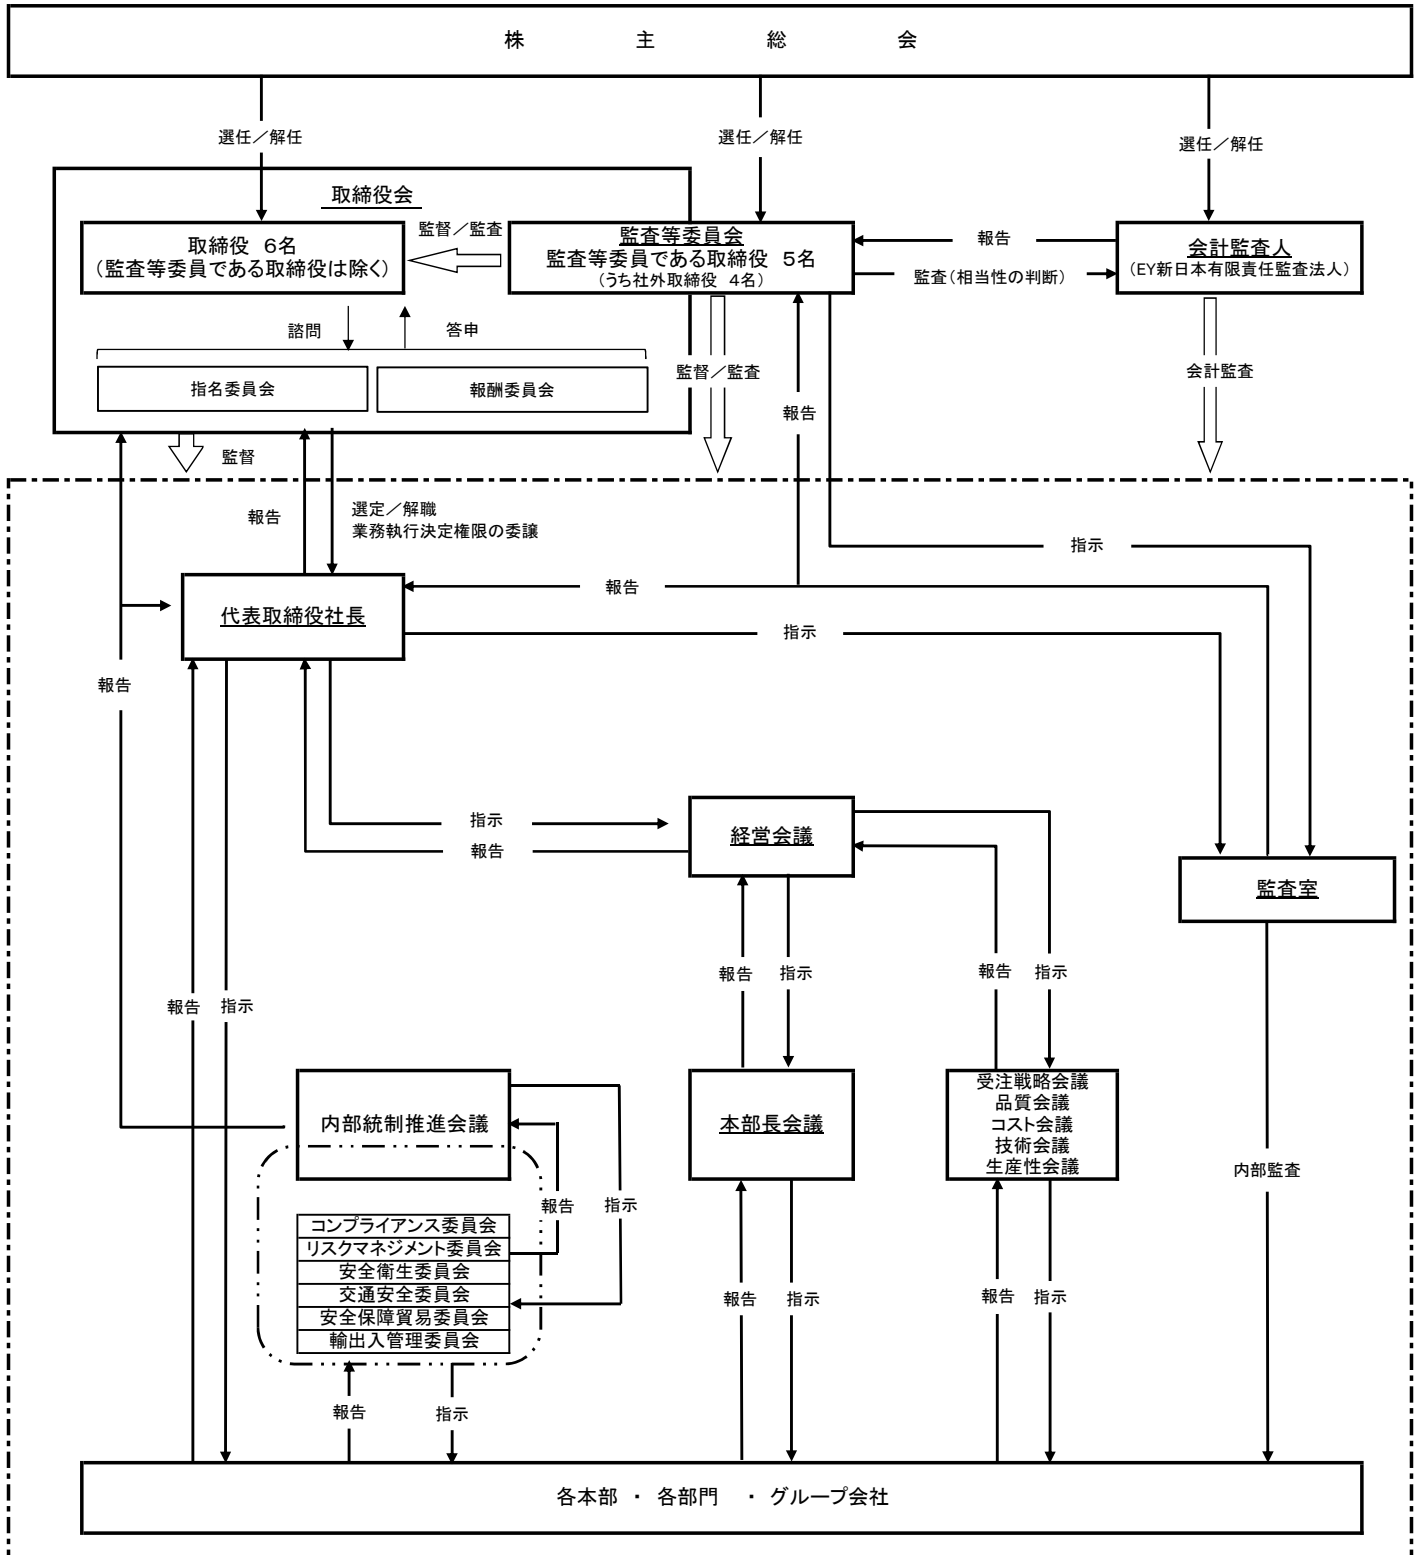 株主総会
選任／解任
選任／解任
選任／解任
取締役会
取締役　6名
（監査等委員である取締役は除く）
監督／監査
監査等委員会
監査等委員である取締役　5名
（うち社外取締役　4名）
報告
監査（相当性の判断）
会計監査人
（EY新日本有限責任監査法人）
諮問
答申
指名委員会
報酬委員会
監督／監査
報告
会計監査
監督
報告
選定／解職
業務執行決定権限の委譲
指示
報告
代表取締役社長
指示
報告
指示
報告
経営会議
監査室
報告
指示
報告
指示
報告
指示
内部統制推進会議
本部長会議
受注戦略会議
品質会議
コスト会議
技術会議
生産性会議
内部監査
報告
指示
コンプライアンス委員会
リスクマネジメント委員会
安全衛生委員会
交通安全委員会
安全保障貿易委員会
輸出入管理委員会
報告
指示
報告
指示
報告
指示
各本部　・　各部門　・　グループ会社